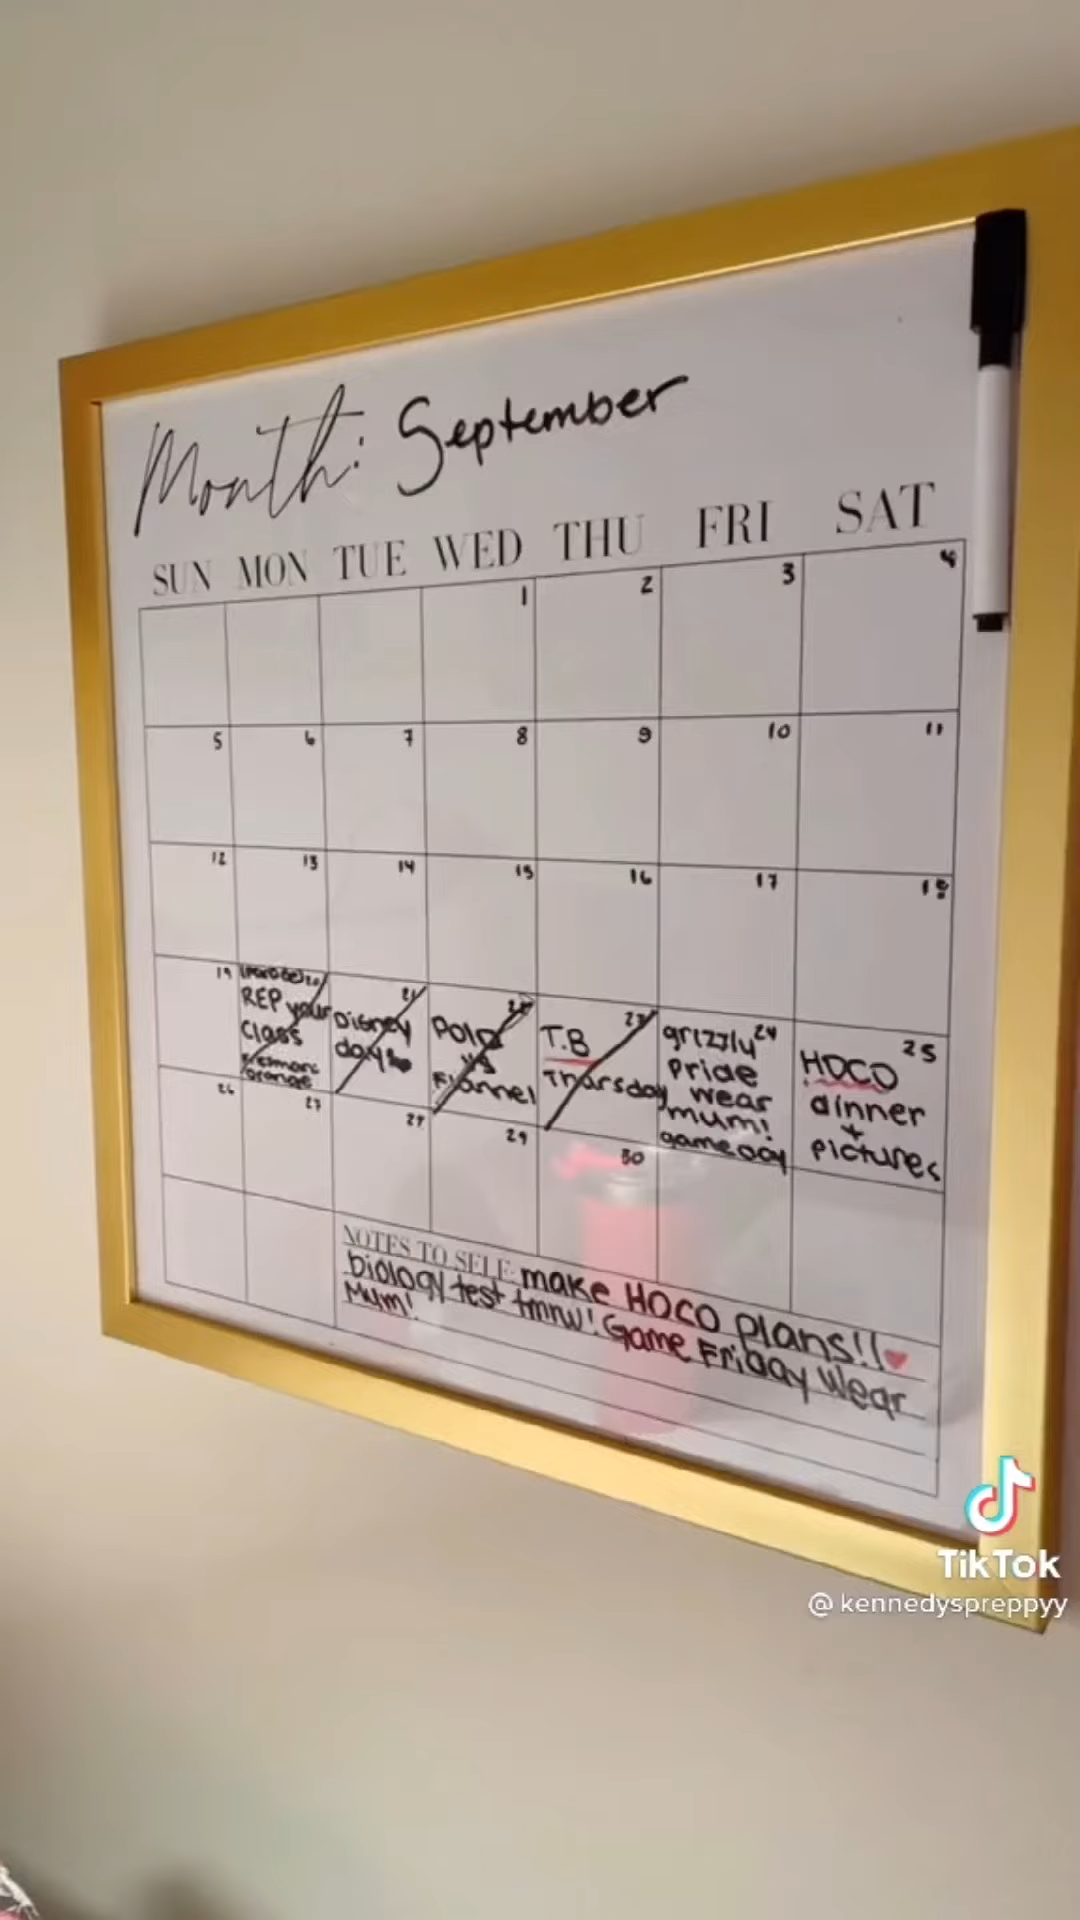 Month: September
SUN MON TUE WED THU FRI SAT
1 2 3 4
5 6 7 8 9 10 11
12 13 14 15 16 17 18
19
REP your
class
orange
21
Disney
day
Polo
vs
Flannel
23
T.B
Thursday
24
grizzly
Pride
wear
mum!
gameday
25
HOCO
dinner
+
pictures
26 27 29 30
NOTES TO SELF: make HOCO plans!!
biology test tmrw! Game Friday Wear
Mum!
TikTok
@kennedyspreppyy